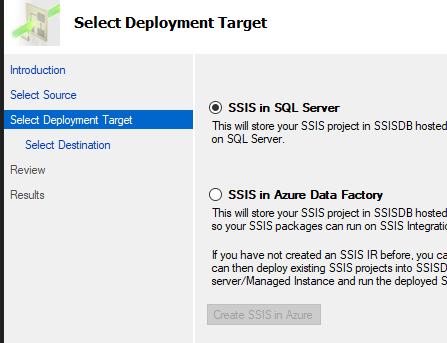 Select Deployment Target
Introduction
Select Source
Select Deployment Target
Select Destination
Review
Results
SSIS in SQL Server
This will store your SSIS project in SSISDB hosted
on SQL Server.
SSIS in Azure Data Factory
This will store your SSIS project in SSISDB hosted
so your SSIS packages can run on SSIS Integratio
If you have not created an SSIS IR before, you ca
can then deploy existing SSIS projects into SSISD
server/Managed Instance and run the deployed S
Create SSIS in Azure